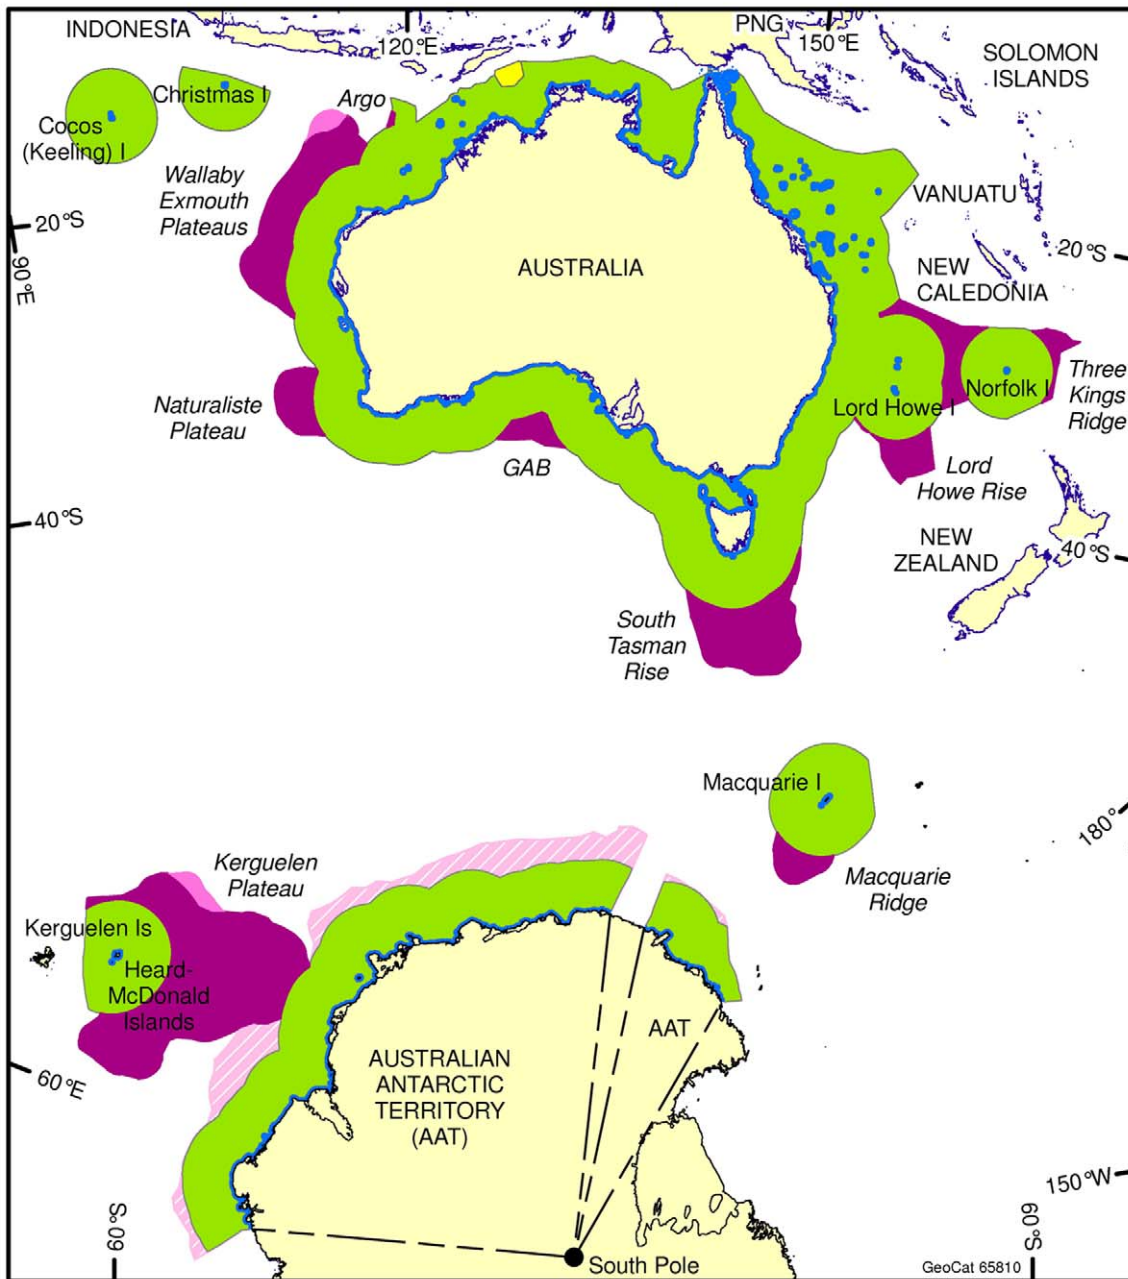 INDONESIA
PNG
120°E
150°E
SOLOMON
ISLANDS
Christmas I
Argo
Cocos
(Keeling) I
Wallaby
Exmouth
Plateaus
VANUATU
20°S
20°S
90°E
AUSTRALIA
NEW
CALEDONIA
Three
Kings
Ridge
Norfolk I
Lord Howe I
Naturaliste
Plateau
GAB
Lord
Howe Rise
40°S
NEW
ZEALAND
40°S
South
Tasman
Rise
Macquarie I
180°
Kerguelen
Plateau
Macquarie
Ridge
Kerguelen Is
Heard-
McDonald
Islands
AAT
AUSTRALIAN
ANTARCTIC
TERRITORY
(AAT)
60°E
150°W
60°S
60°S
South Pole
GeoCat 65810